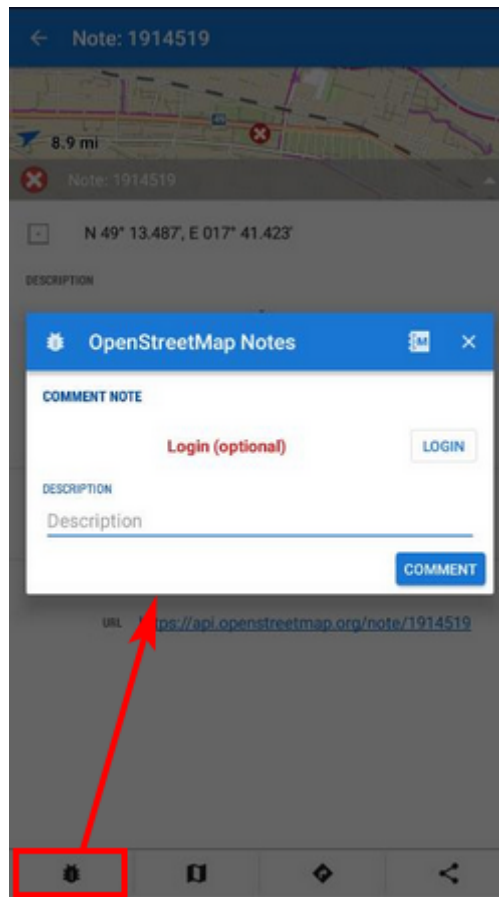 Note: 1914519
8.9 mi
Note: 1914519
N 49° 13.487', E 017° 41.423'
DESCRIPTION
OpenStreetMap Notes
COMMENT NOTE
Login (optional)
LOGIN
DESCRIPTION
Description
COMMENT
URL https://api.openstreetmap.org/note/1914519